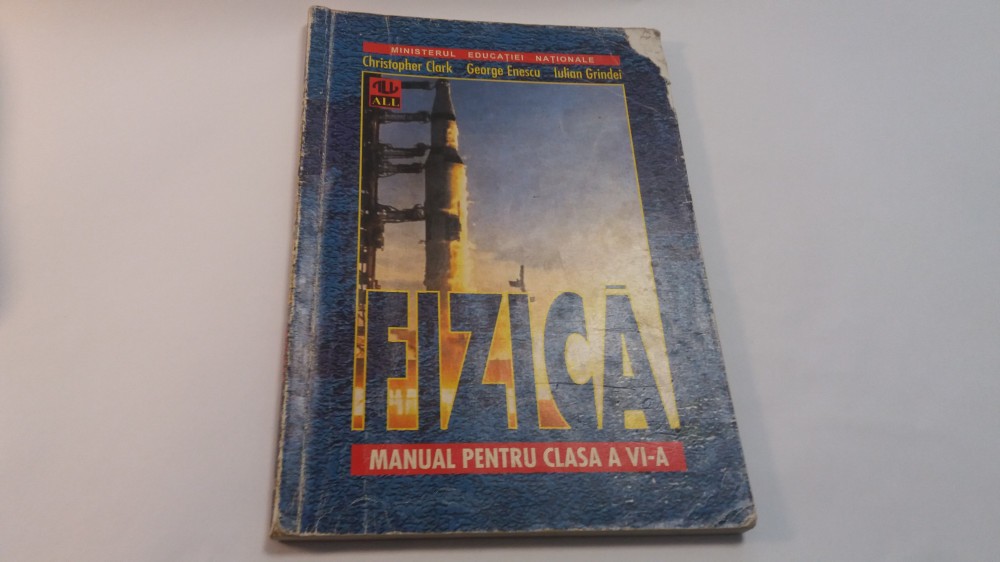 MINISTERUL EDUCAȚIEI NAȚIONALE
Christopher Clark George Enescu Iulian Grindei
ALL
FIZICĂ
MANUAL PENTRU CLASA A VI-A